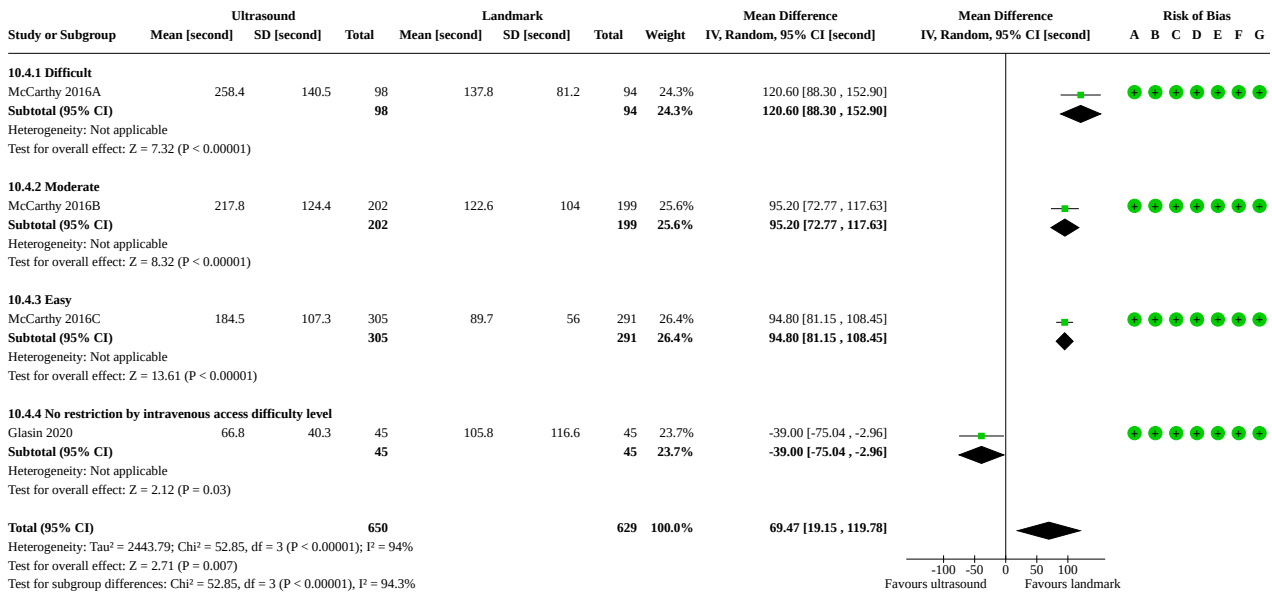 Ultrasound Landmark Mean Difference Mean Difference Risk of Bias
Study or Subgroup Mean [second] SD [second] Total Mean [second] SD [second] Total Weight IV, Random, 95% CI [second] IV, Random, 95% CI [second] A B C D E F G
10.4.1 Difficult
McCarthy 2016A 258.4 140.5 98 137.8 81.2 94 24.3% 120.60 [88.30 , 152.90] + + + + + + +
Subtotal (95% CI) 98 94 24.3% 120.60 [88.30 , 152.90]
Heterogeneity: Not applicable
Test for overall effect: Z = 7.32 (P < 0.00001)
10.4.2 Moderate
McCarthy 2016B 217.8 124.4 202 122.6 104 199 25.6% 95.20 [72.77 , 117.63] + + + + + + +
Subtotal (95% CI) 202 199 25.6% 95.20 [72.77 , 117.63]
Heterogeneity: Not applicable
Test for overall effect: Z = 8.32 (P < 0.00001)
10.4.3 Easy
McCarthy 2016C 184.5 107.3 305 89.7 56 291 26.4% 94.80 [81.15 , 108.45] + + + + + + +
Subtotal (95% CI) 305 291 26.4% 94.80 [81.15 , 108.45]
Heterogeneity: Not applicable
Test for overall effect: Z = 13.61 (P < 0.00001)
10.4.4 No restriction by intravenous access difficulty level
Glasin 2020 66.8 40.3 45 105.8 116.6 45 23.7% -39.00 [-75.04 , -2.96] + + + + + + +
Subtotal (95% CI) 45 45 23.7% -39.00 [-75.04 , -2.96]
Heterogeneity: Not applicable
Test for overall effect: Z = 2.12 (P = 0.03)
Total (95% CI) 650 629 100.0% 69.47 [19.15 , 119.78]
Heterogeneity: Tau² = 2443.79; Chi² = 52.85, df = 3 (P < 0.00001); I² = 94%
Test for overall effect: Z = 2.71 (P = 0.007) -100 -50 0 50 100
Test for subgroup differences: Chi² = 52.85, df = 3 (P < 0.00001), I² = 94.3% Favours ultrasound Favours landmark